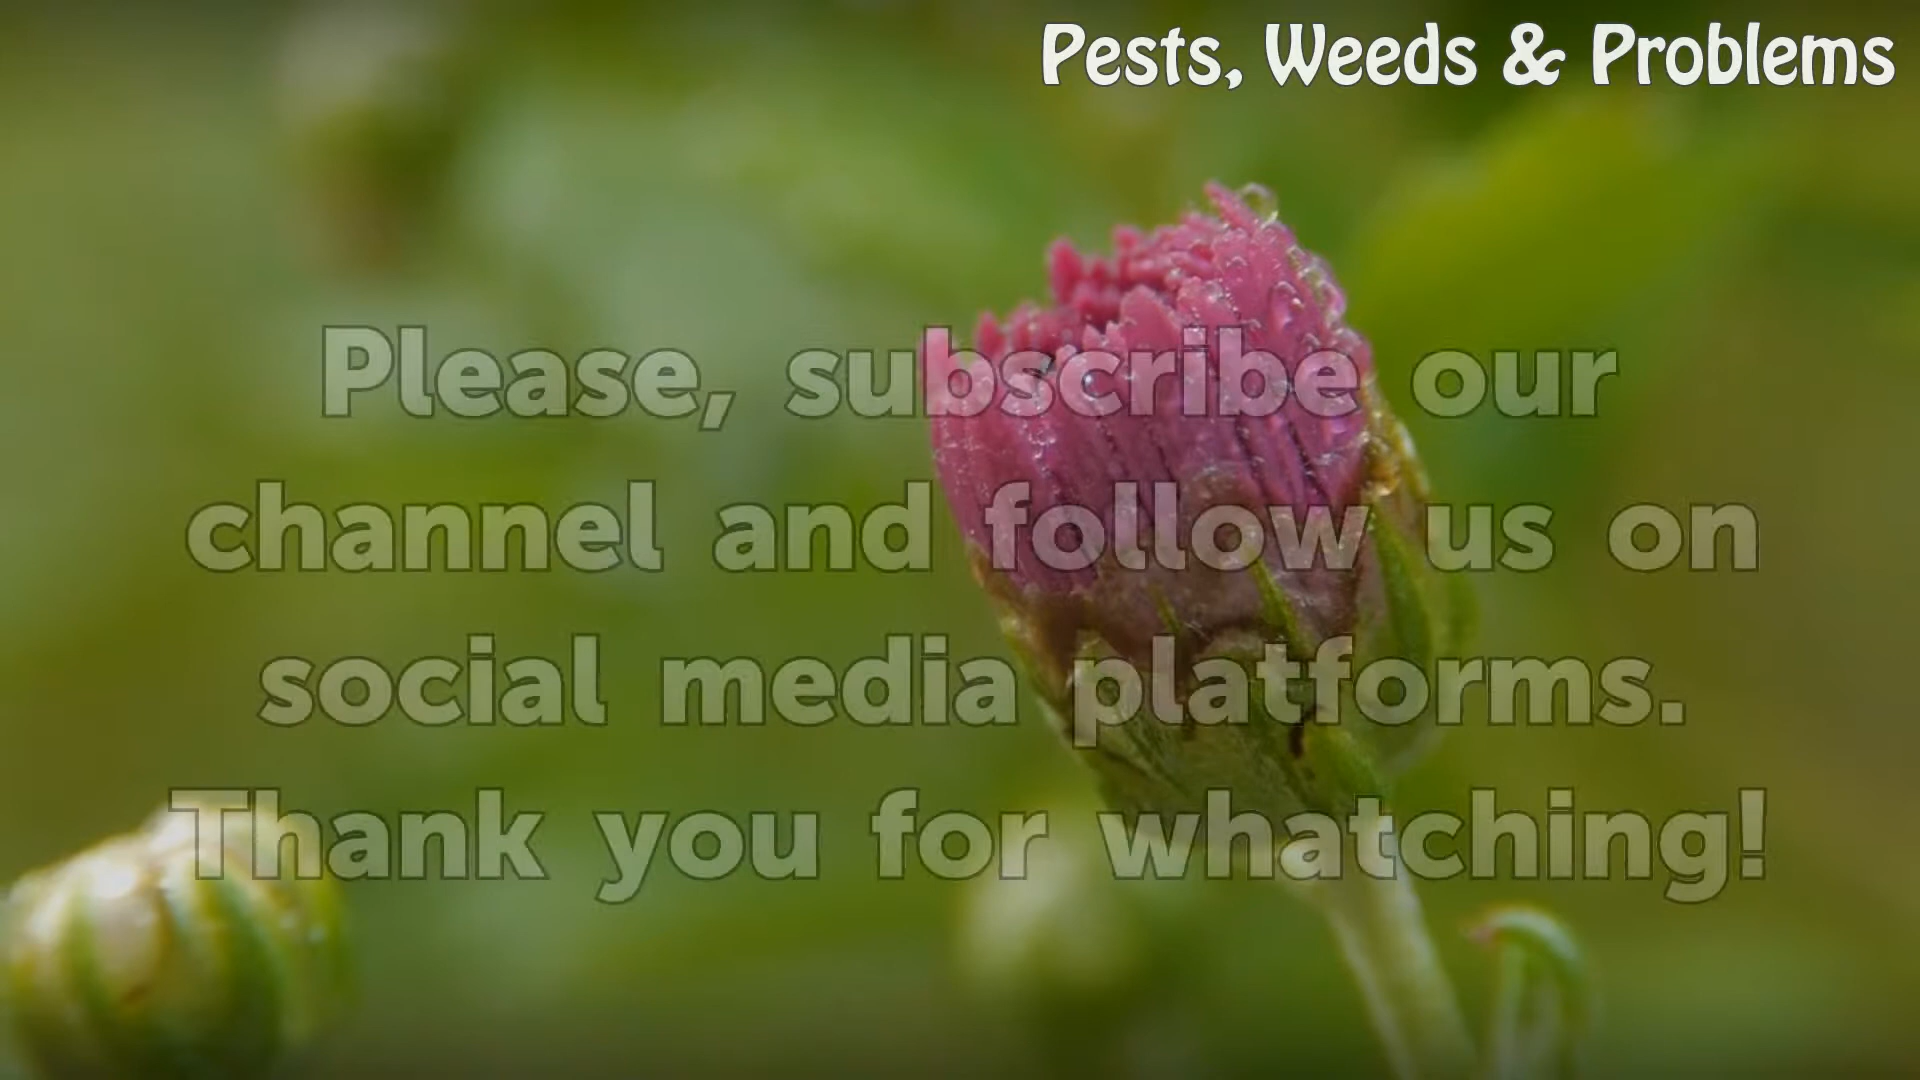 Pests, Weeds & Problems
Please, subscribe our
channel and follow us on
social media platforms.
Thank you for whatching!